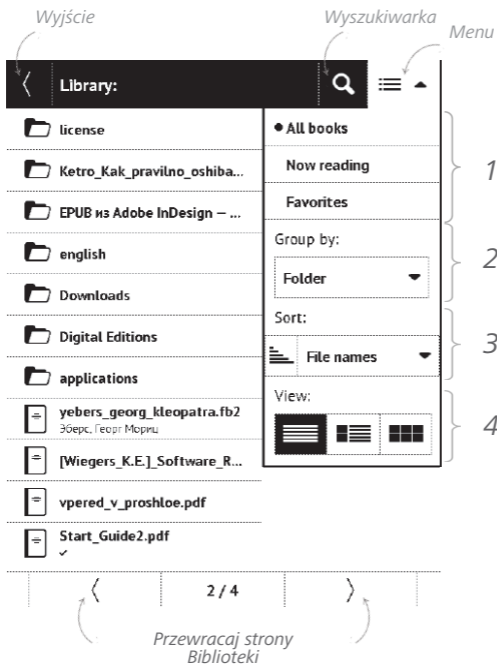 Wyjście
Wyszukiwarka
Menu
Library:
license
Ketro_Kak_pravilno_oshiba...
EPUB из Adobe InDesign — ...
english
Downloads
Digital Editions
applications
yebers_georg_kleopatra.fb2
Эберс, Георг Мориц
[Wiegers_K.E.]_Software_R...
vpered_v_proshloe.pdf
Start_Guide2.pdf
All books
Now reading
Favorites
1
Group by:
Folder
2
Sort:
File names
3
View:
4
2 / 4
Przewracaj strony
Biblioteki